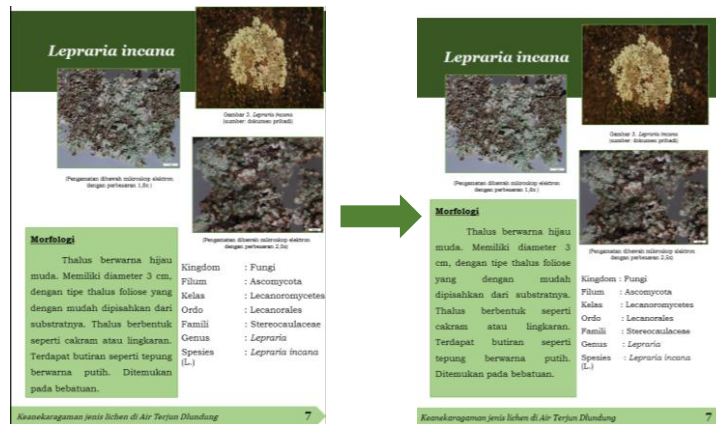 Lepraria incana
Gambar 3. Lepraria incana
(sumber: dokumen pribadi)
(Pengamatan dibawah mikroskop elektron
dengan perbesaran 1,8x)
(Pengamatan dibawah mikroskop elektron
dengan perbesaran 2,0x)
Morfologi
Thalus berwarna hijau
muda. Memiliki diameter 3 cm,
dengan tipe thalus foliose yang
dengan mudah dipisahkan dari
substratnya. Thalus berbentuk
seperti cakram atau lingkaran.
Terdapat butiran seperti tepung
berwarna putih. Ditemukan
pada bebatuan.
Kingdom : Fungi
Filum : Ascomycota
Kelas : Lecanoromycetes
Ordo : Lecanorales
Famili : Stereocaulaceae
Genus : Lepraria
Spesies : Lepraria incana
(L.)
Keanekaragaman jenis lichen di Air Terjun Dlundung 7
Lepraria incana
Gambar 3. Lepraria incana
(sumber: dokumen pribadi)
(Pengamatan dibawah mikroskop elektron
dengan perbesaran 1,8x)
(Pengamatan dibawah mikroskop elektron
dengan perbesaran 2,0x)
Morfologi
Thalus berwarna hijau
muda. Memiliki diameter 3
cm, dengan tipe thalus foliose
yang dengan mudah
dipisahkan dari substratnya.
Thalus berbentuk seperti
cakram atau lingkaran.
Terdapat butiran seperti
tepung berwarna putih.
Ditemukan pada bebatuan.
Kingdom : Fungi
Filum : Ascomycota
Kelas : Lecanoromycetes
Ordo : Lecanorales
Famili : Stereocaulaceae
Genus : Lepraria
Spesies : Lepraria incana
(L.)
Keanekaragaman jenis lichen di Air Terjun Dlundung 7